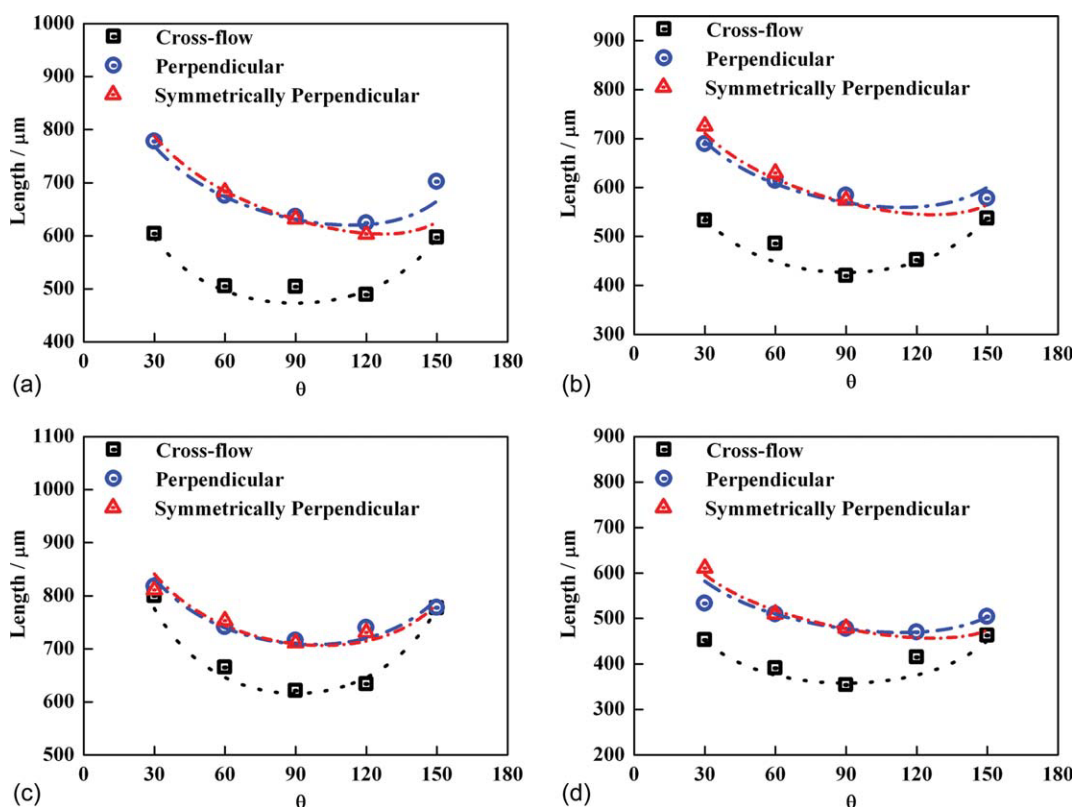 1000
900
800
700
600
500
400
Length / μm
Cross-flow
Perpendicular
Symmetrically Perpendicular
0 30 60 90 120 150 180
θ
(a)
900
800
700
600
500
400
300
Length / μm
Cross-flow
Perpendicular
Symmetrically Perpendicular
0 30 60 90 120 150 180
θ
(b)
1100
1000
900
800
700
600
500
Length / μm
Cross-flow
Perpendicular
Symmetrically Perpendicular
0 30 60 90 120 150 180
θ
(c)
900
800
700
600
500
400
300
200
Length / μm
Cross-flow
Perpendicular
Symmetrically Perpendicular
0 30 60 90 120 150 180
θ
(d)